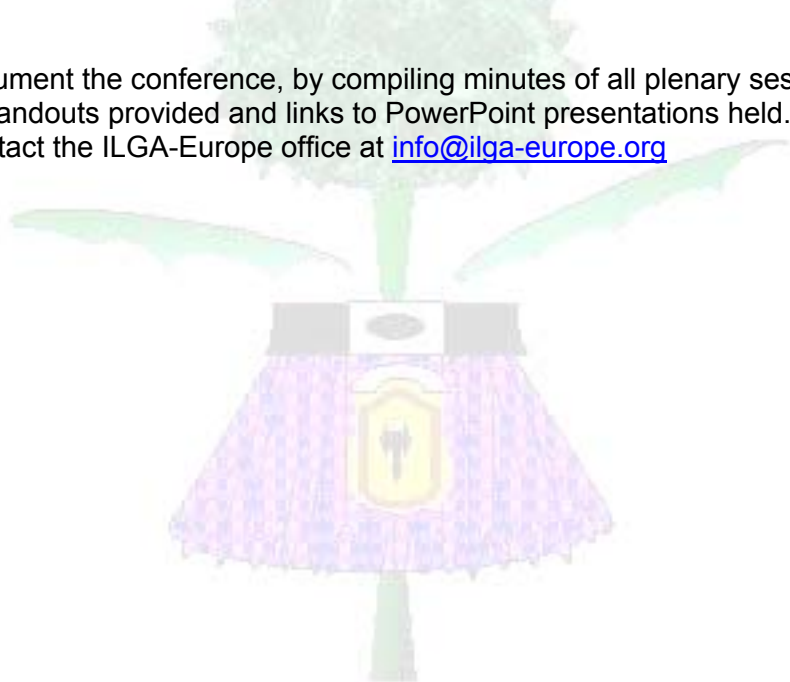 ument the conference, by compiling minutes of all plenary ses
andouts provided and links to PowerPoint presentations held.
tact the ILGA-Europe office at info@ilga-europe.org